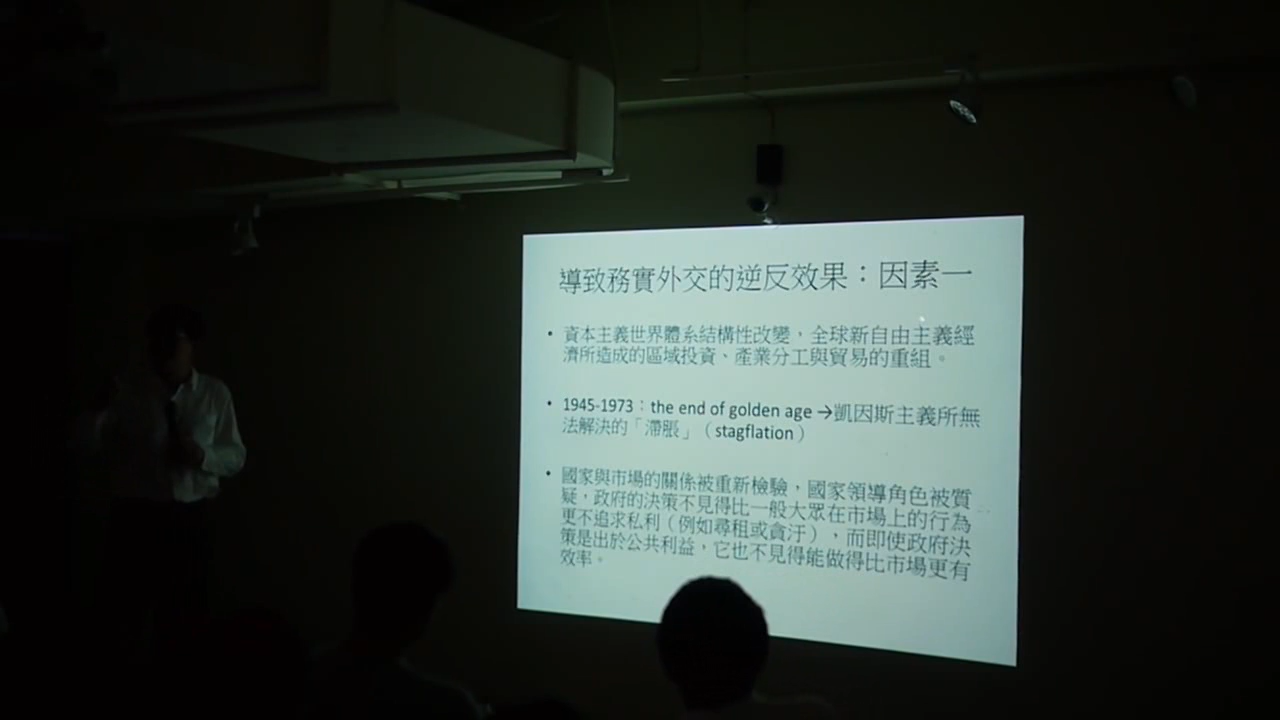 導致務實外交的逆反效果：因素一
• 資本主義世界體系結構性改變，全球新自由主義經
濟所造成的區域投資、產業分工與貿易的重組。
• 1945-1973：the end of golden age →凱因斯主義所無
法解決的「滯脹」（stagflation）
• 國家與市場的關係被重新檢驗，國家領導角色被質
疑，政府的決策不見得比一般大眾在市場上的行為
更不追求私利（例如尋租或貪汙），而即使政府決
策是出於公共利益，它也不見得能做得比市場更有
效率。